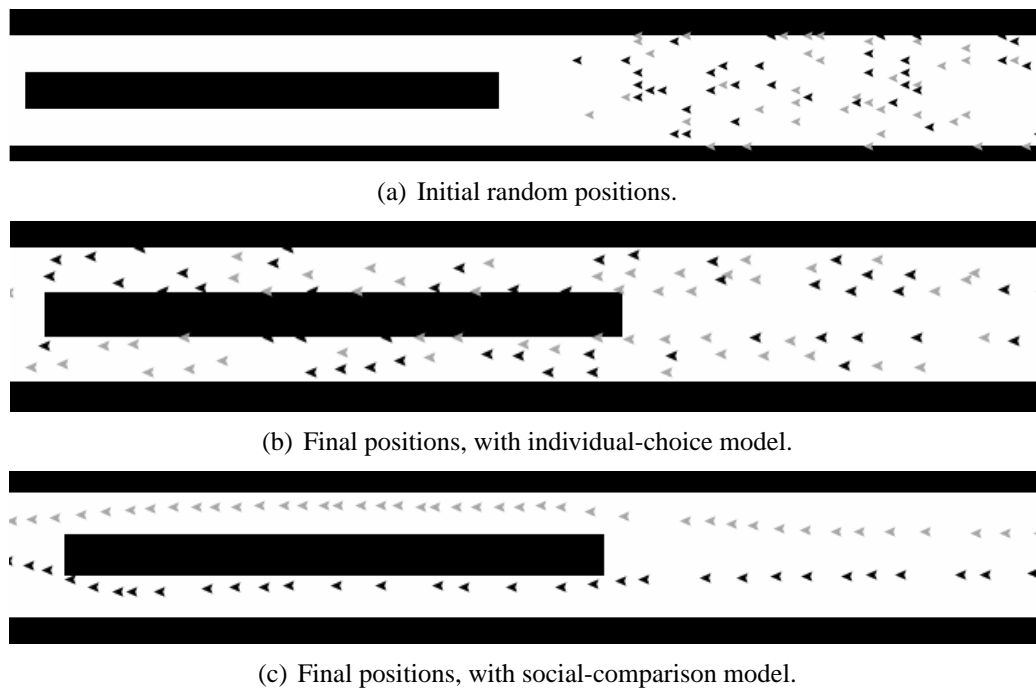 (a) Initial random positions.
(b) Final positions, with individual-choice model.
(c) Final positions, with social-comparison model.